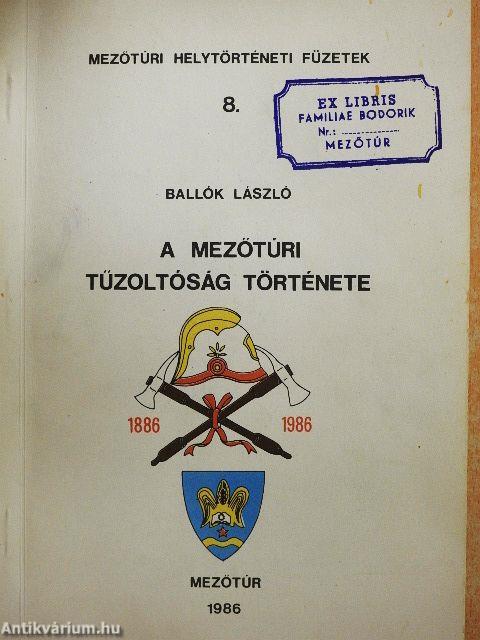 MEZŐTÚRI HELYTÖRTÉNETI FÜZETEK
8.
EX LIBRIS
FAMILIAE BODORIK
Nr.:
MEZŐTÚR
BALLÓK LÁSZLÓ
A MEZŐTÚRI
TŰZOLTÓSÁG TÖRTÉNETE
1886 1986
MEZŐTÚR
1986
Antikvárium.hu